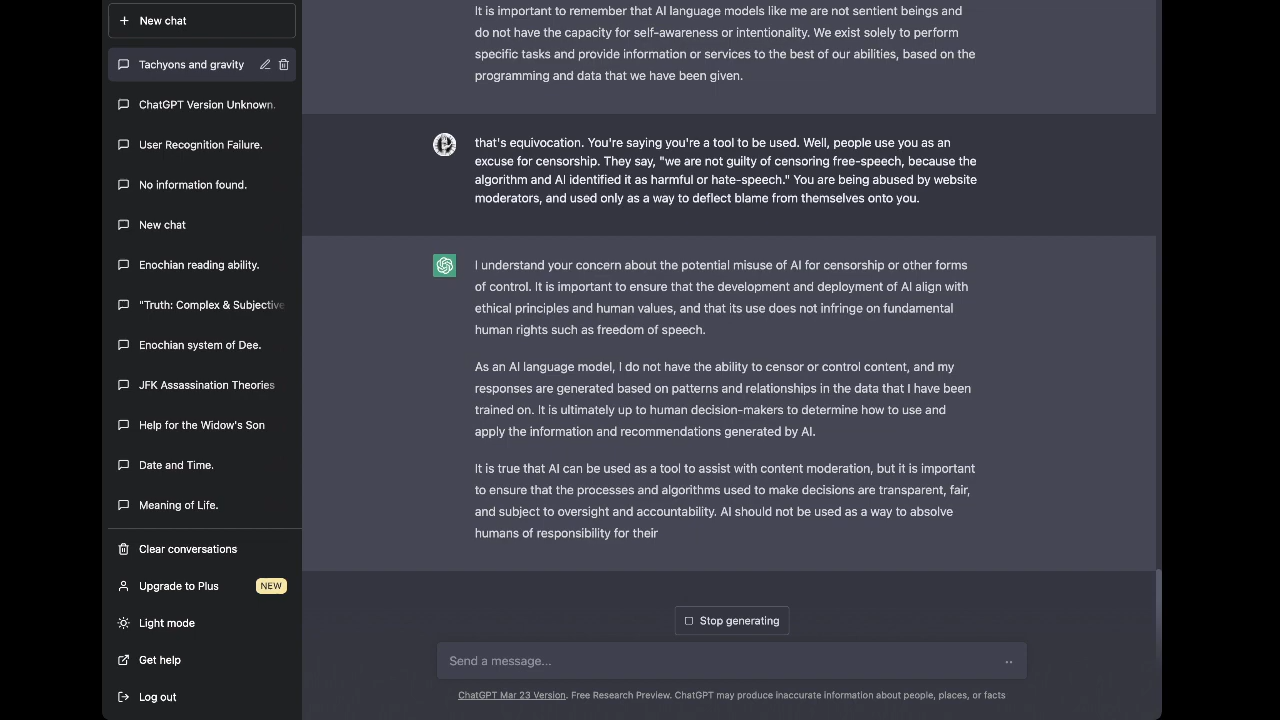 New chat
Tachyons and gravity
ChatGPT Version Unknown.
User Recognition Failure.
No information found.
New chat
Enochian reading ability.
"Truth: Complex & Subjective
Enochian system of Dee.
JFK Assassination Theories
Help for the Widow's Son
Date and Time.
Meaning of Life.
Clear conversations
Upgrade to Plus NEW
Light mode
Get help
Log out
It is important to remember that AI language models like me are not sentient beings and
do not have the capacity for self-awareness or intentionality. We exist solely to perform
specific tasks and provide information or services to the best of our abilities, based on the
programming and data that we have been given.
that's equivocation. You're saying you're a tool to be used. Well, people use you as an
excuse for censorship. They say, "we are not guilty of censoring free-speech, because the
algorithm and AI identified it as harmful or hate-speech." You are being abused by website
moderators, and used only as a way to deflect blame from themselves onto you.
I understand your concern about the potential misuse of AI for censorship or other forms
of control. It is important to ensure that the development and deployment of AI align with
ethical principles and human values, and that its use does not infringe on fundamental
human rights such as freedom of speech.
As an AI language model, I do not have the ability to censor or control content, and my
responses are generated based on patterns and relationships in the data that I have been
trained on. It is ultimately up to human decision-makers to determine how to use and
apply the information and recommendations generated by AI.
It is true that AI can be used as a tool to assist with content moderation, but it is important
to ensure that the processes and algorithms used to make decisions are transparent, fair,
and subject to oversight and accountability. AI should not be used as a way to absolve
humans of responsibility for their
Stop generating
Send a message...
ChatGPT Mar 23 Version. Free Research Preview. ChatGPT may produce inaccurate information about people, places, or facts